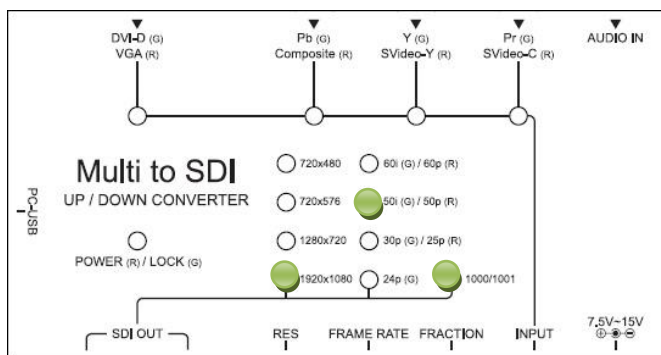 DVI-D (G) Pb (G) Y (G) Pr (G) AUDIO IN
VGA (R) Composite (R) SVideo-Y (R) SVideo-C (R)
Multi to SDI
UP / DOWN CONVERTER
PC-USB
720x480 60i (G) / 60p (R)
720x576 50i (G) / 50p (R)
1280x720 30p (G) / 25p (R)
1920x1080 24p (G) 1000/1001
POWER (R) / LOCK (G)
SDI OUT RES FRAME RATE FRACTION INPUT 7.5V~15V